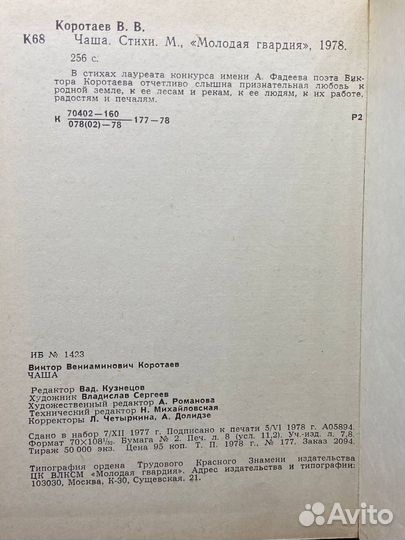 Коротаев В. В.
К68 Чаша. Стихи. М., «Молодая гвардия», 1978.
256 с.
В стихах лауреата конкурса имени А. Фадеева поэта Вик-
тора Коротаева отчетливо слышна признательная любовь к
родной земле, к ее лесам и рекам, к ее людям, к их работе,
радостям и печалям.
70402—160
К ————— 177—78 Р2
078(02)—78
ИБ № 1423
Виктор Вениаминович Коротаев
ЧАША
Редактор Вад. Кузнецов
Художник Владислав Сергеев
Художественный редактор А. Романова
Технический редактор Н. Михайловская
Корректоры Л. Четыркина, А. Долидзе
Сдано в набор 7/XII 1977 г. Подписано к печати 5/VI 1978 г. А05894.
Формат 70×108¹/₃₂. Бумага № 2. Печ. л. 8 (усл. 11,2). Уч.-изд. л. 7,8.
Тираж 50 000 экз. Цена 95 коп. Т. П. 1978 г., № 177. Заказ 2094.
Типография ордена Трудового Красного Знамени издательства
ЦК ВЛКСМ «Молодая гвардия». Адрес издательства и типографии:
103030, Москва, К-30, Сущевская, 21.
Avito